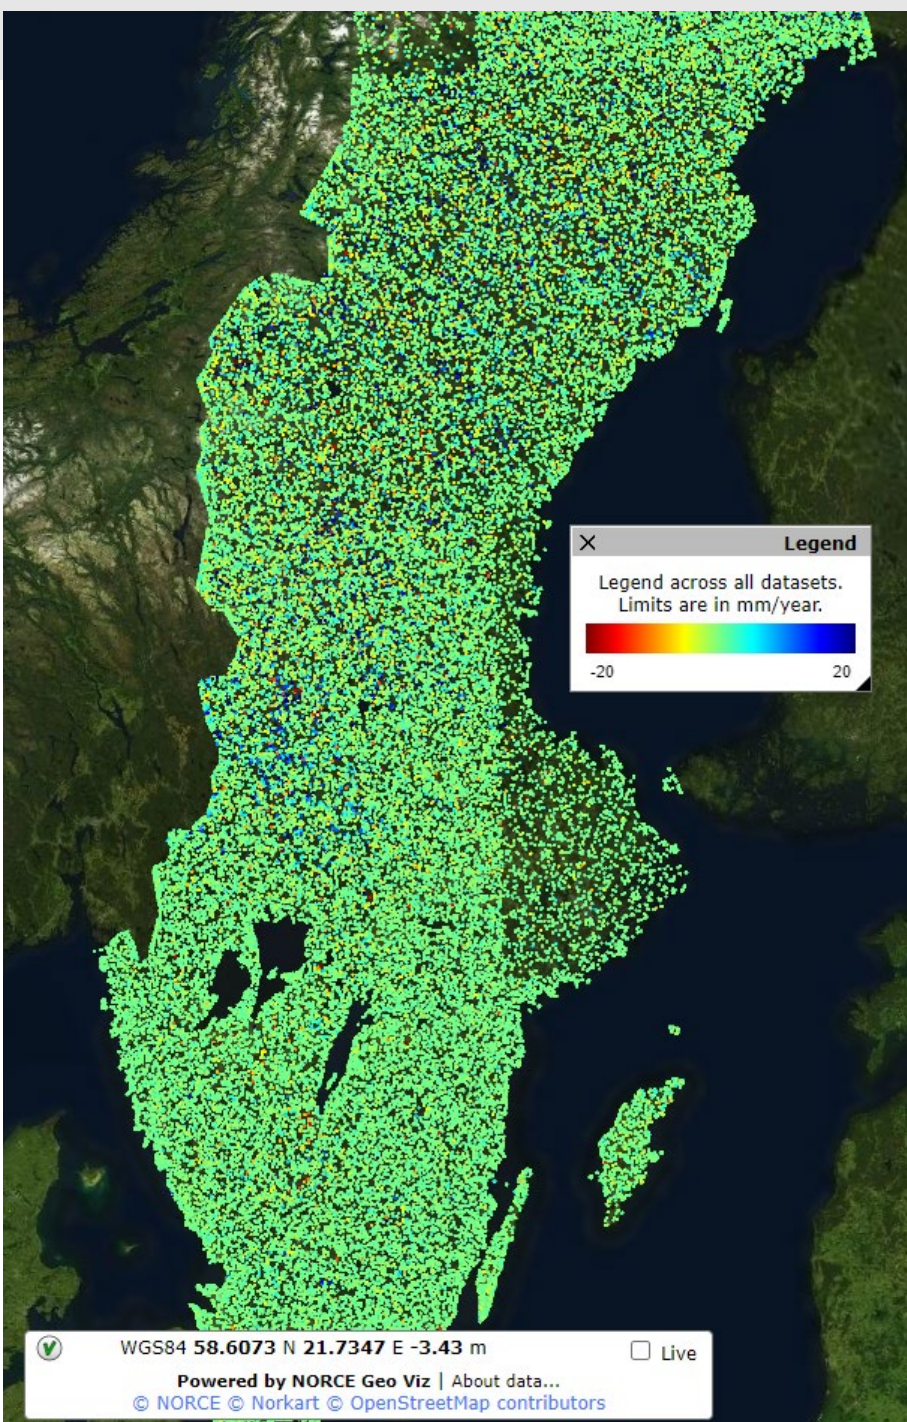 Legend
Legend across all datasets.
Limits are in mm/year.
-20 20
WGS84 58.6073 N 21.7347 E -3.43 m
Live
Powered by NORCE Geo Viz | About data...
© NORCE © Norkart © OpenStreetMap contributors